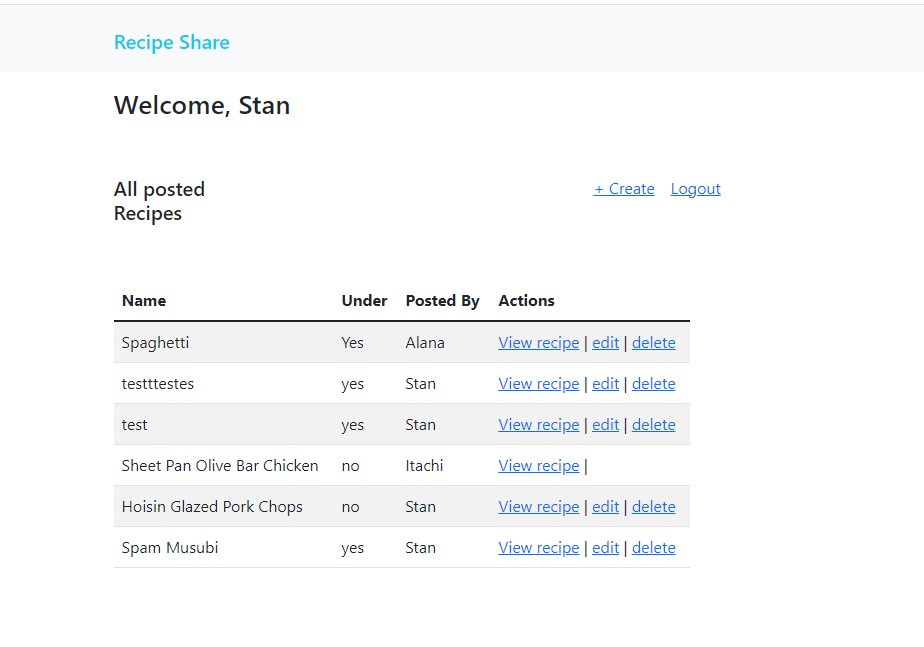 Recipe Share
Welcome, Stan
All posted
Recipes
+ Create Logout
Name Under Posted By Actions
Spaghetti Yes Alana View recipe | edit | delete
testttestes yes Stan View recipe | edit | delete
test yes Stan View recipe | edit | delete
Sheet Pan Olive Bar Chicken no Itachi View recipe |
Hoisin Glazed Pork Chops no Stan View recipe | edit | delete
Spam Musubi yes Stan View recipe | edit | delete